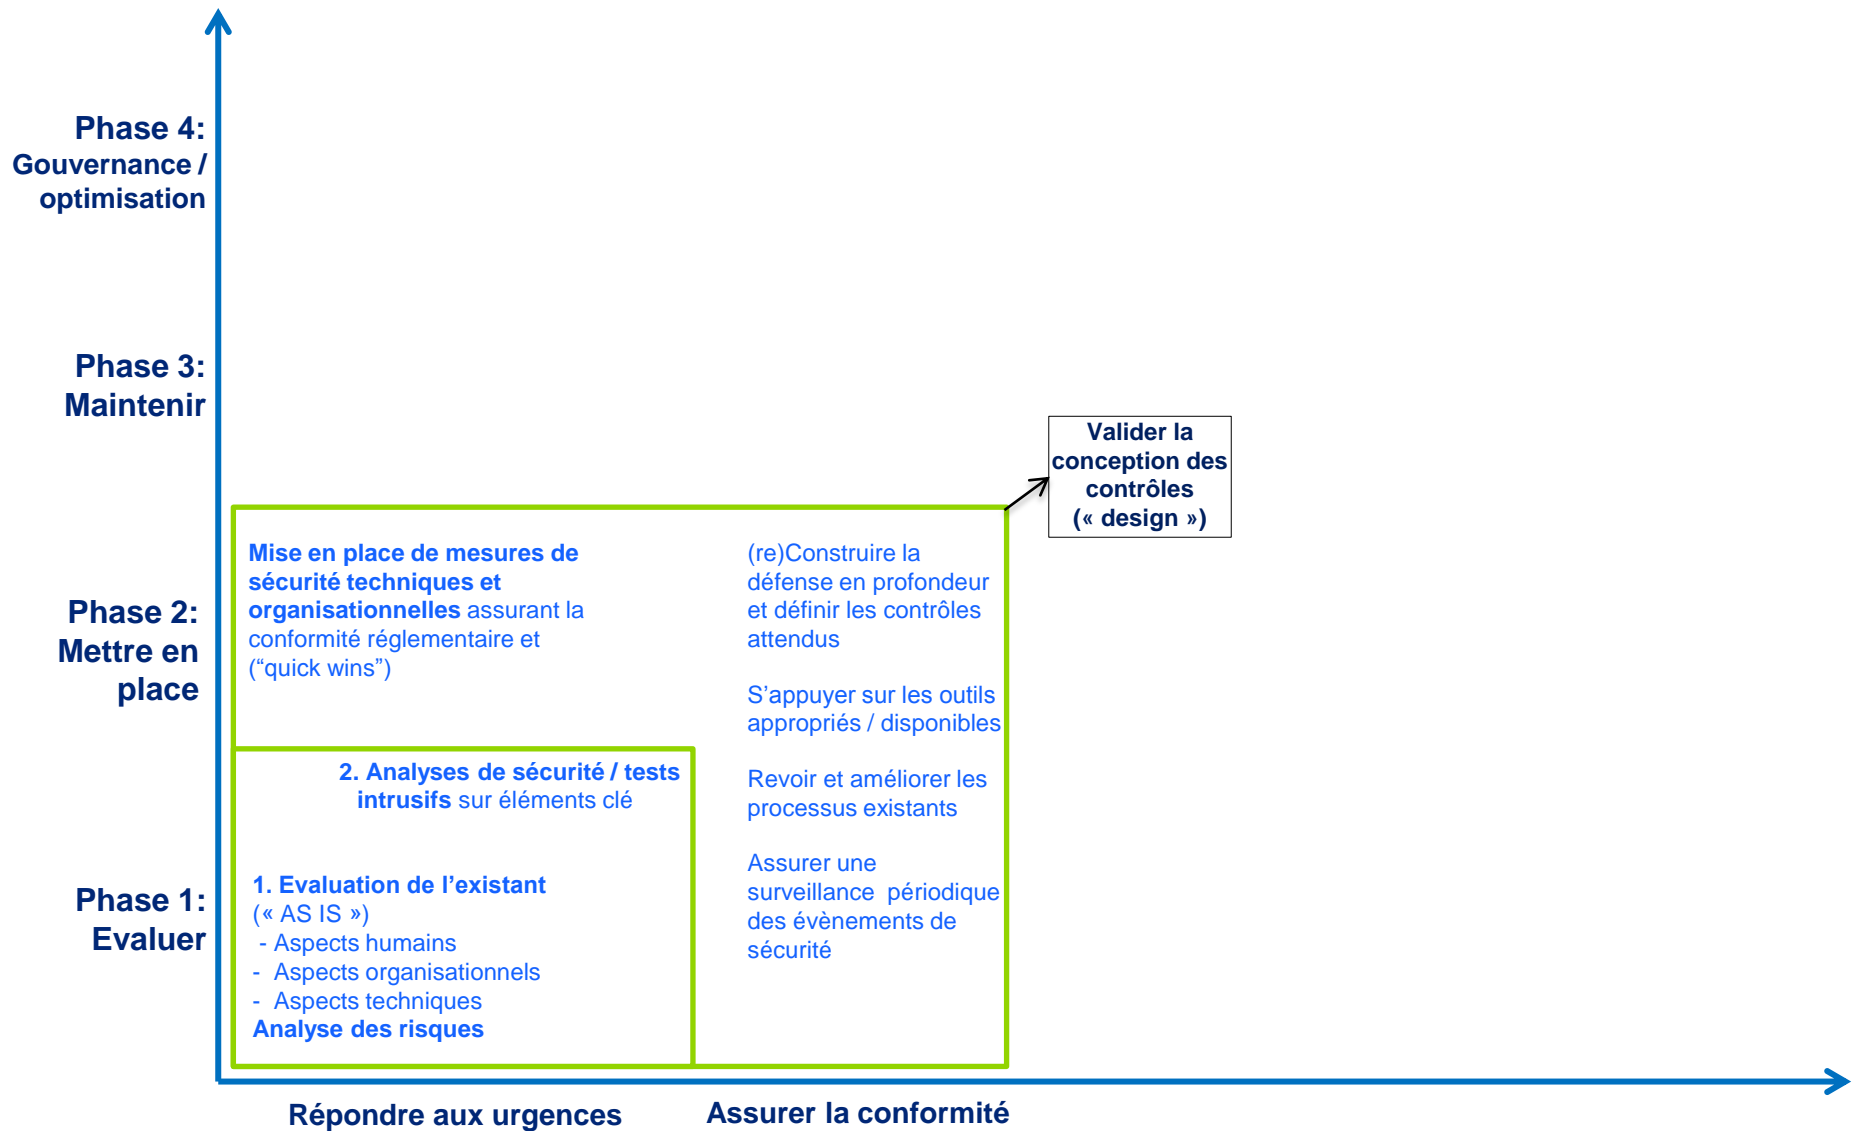 Phase 4:
Gouvernance /
optimisation
Phase 3:
Maintenir
Valider la
conception des
contrôles
(« design »)
Phase 2:
Mettre en
place
Mise en place de mesures de
sécurité techniques et
organisationnelles assurant la
conformité réglementaire et
(“quick wins”)
(re)Construire la
défense en profondeur
et définir les contrôles
attendus
S’appuyer sur les outils
appropriés / disponibles
Revoir et améliorer les
processus existants
Assurer une
surveillance périodique
des évènements de
sécurité
2. Analyses de sécurité / tests
intrusifs sur éléments clé
Phase 1:
Evaluer
1. Evaluation de l’existant
(« AS IS »)
- Aspects humains
- Aspects organisationnels
- Aspects techniques
Analyse des risques
Répondre aux urgences
Assurer la conformité